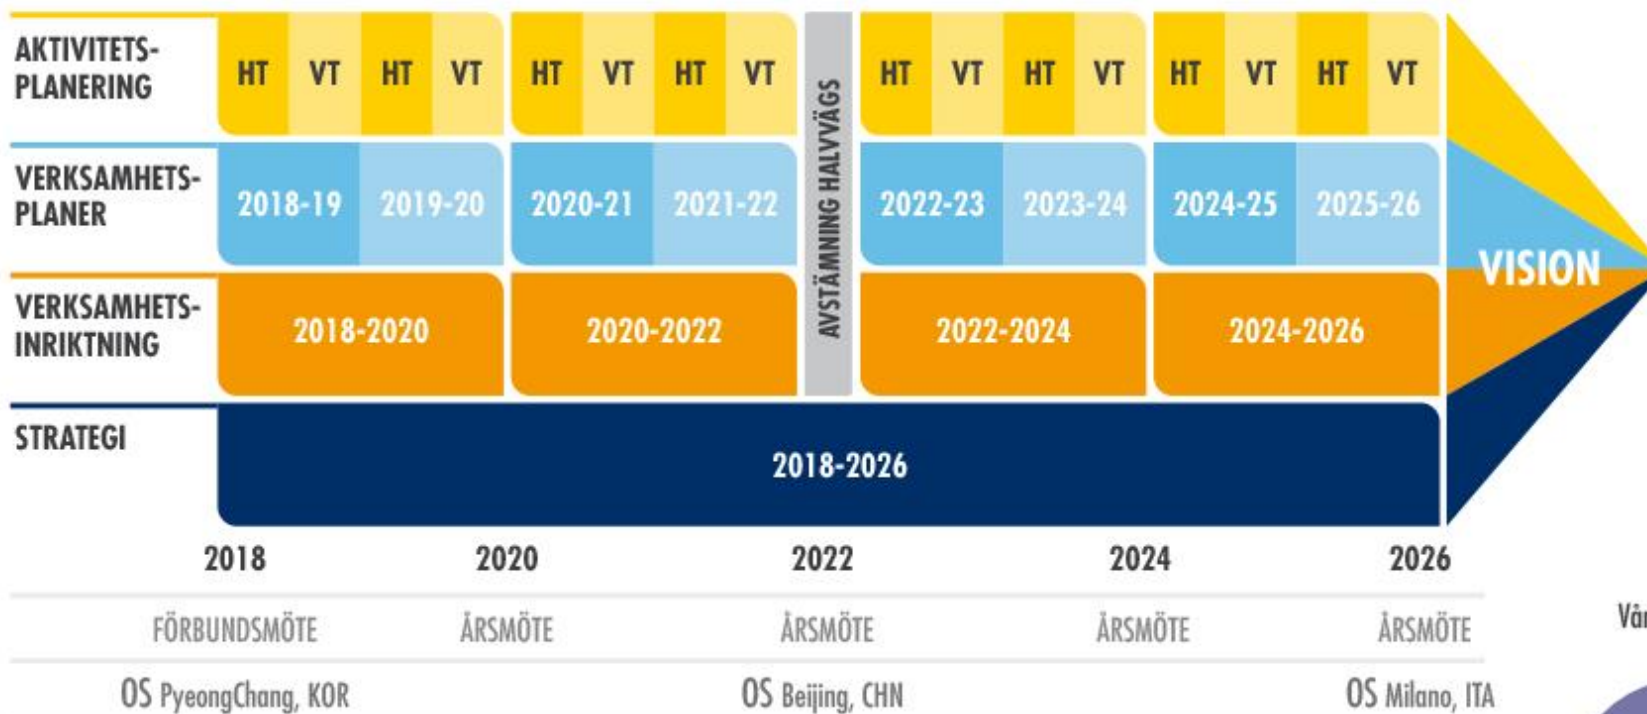 AKTIVITETS-
PLANERING
HT VT HT VT HT VT HT VT HT VT HT VT HT VT HT VT
VERKSAMHETS-
PLANER
2018-19 2019-20 2020-21 2021-22 2022-23 2023-24 2024-25 2025-26
AVSTÄMNING HALVVÄGS
VISION
VERKSAMHETS-
INRIKTNING
2018-2020 2020-2022 2022-2024 2024-2026
STRATEGI
2018-2026
2018 2020 2022 2024 2026
FÖRBUNDSMÖTE ÅRSMÖTE ÅRSMÖTE ÅRSMÖTE ÅRSMÖTE
OS PyeongChang, KOR OS Beijing, CHN OS Milano, ITA